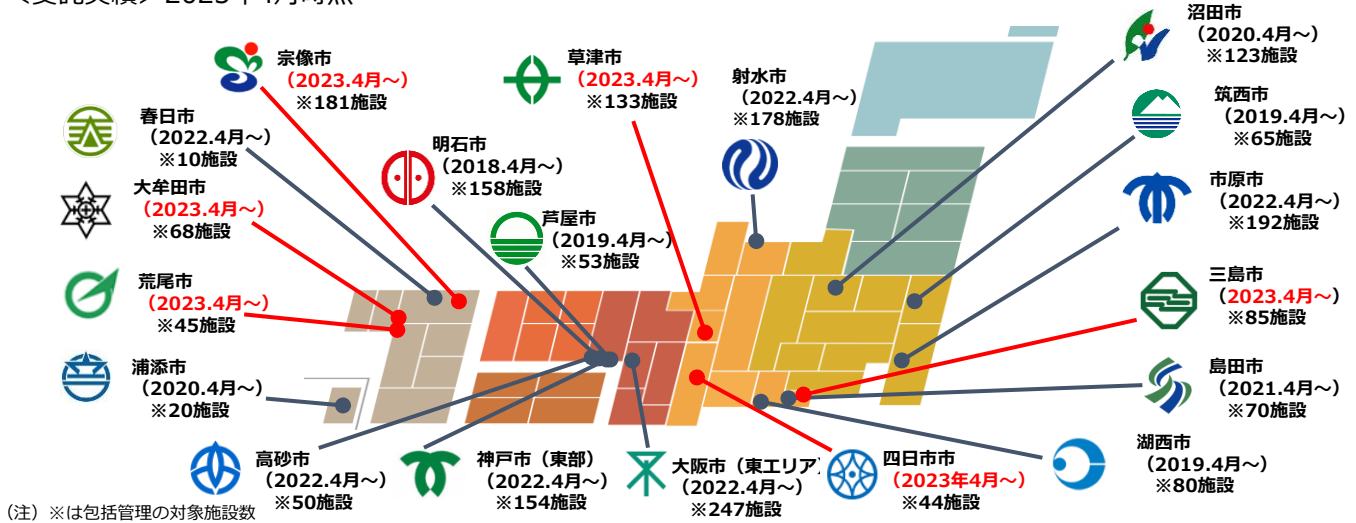 宗像市
(2023.4月～)
※181施設
草津市
(2023.4月～)
※133施設
射水市
(2022.4月～)
※178施設
沼田市
(2020.4月～)
※123施設
春日市
(2022.4月～)
※10施設
明石市
(2018.4月～)
※158施設
筑西市
(2019.4月～)
※65施設
大牟田市
(2023.4月～)
※68施設
芦屋市
(2019.4月～)
※53施設
市原市
(2022.4月～)
※192施設
荒尾市
(2023.4月～)
※45施設
三島市
(2023.4月～)
※85施設
浦添市
(2020.4月～)
※20施設
島田市
(2021.4月～)
※70施設
高砂市
(2022.4月～)
※50施設
神戸市（東部）
(2022.4月～)
※154施設
大阪市（東エリア）
(2022.4月～)
※247施設
四日市市
(2023年4月～)
※44施設
湖西市
(2019.4月～)
※80施設
（注）※は包括管理の対象施設数